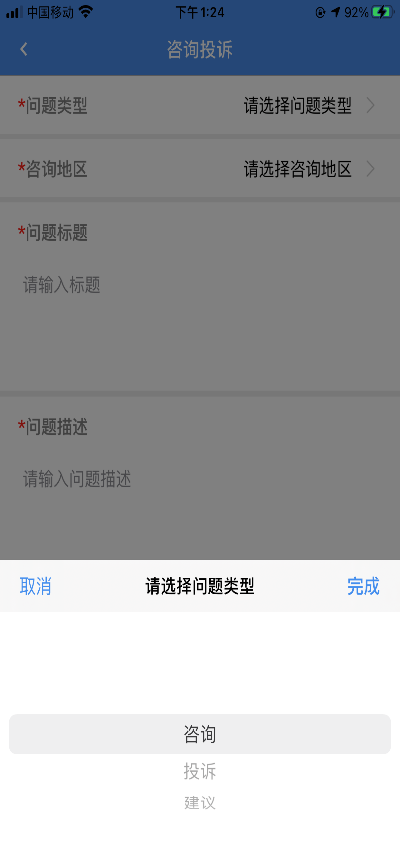 中国移动 下午1:24 92%
咨询投诉
*问题类型 请选择问题类型
*咨询地区 请选择咨询地区
*问题标题
请输入标题
*问题描述
请输入问题描述
取消 请选择问题类型 完成
咨询
投诉
建议